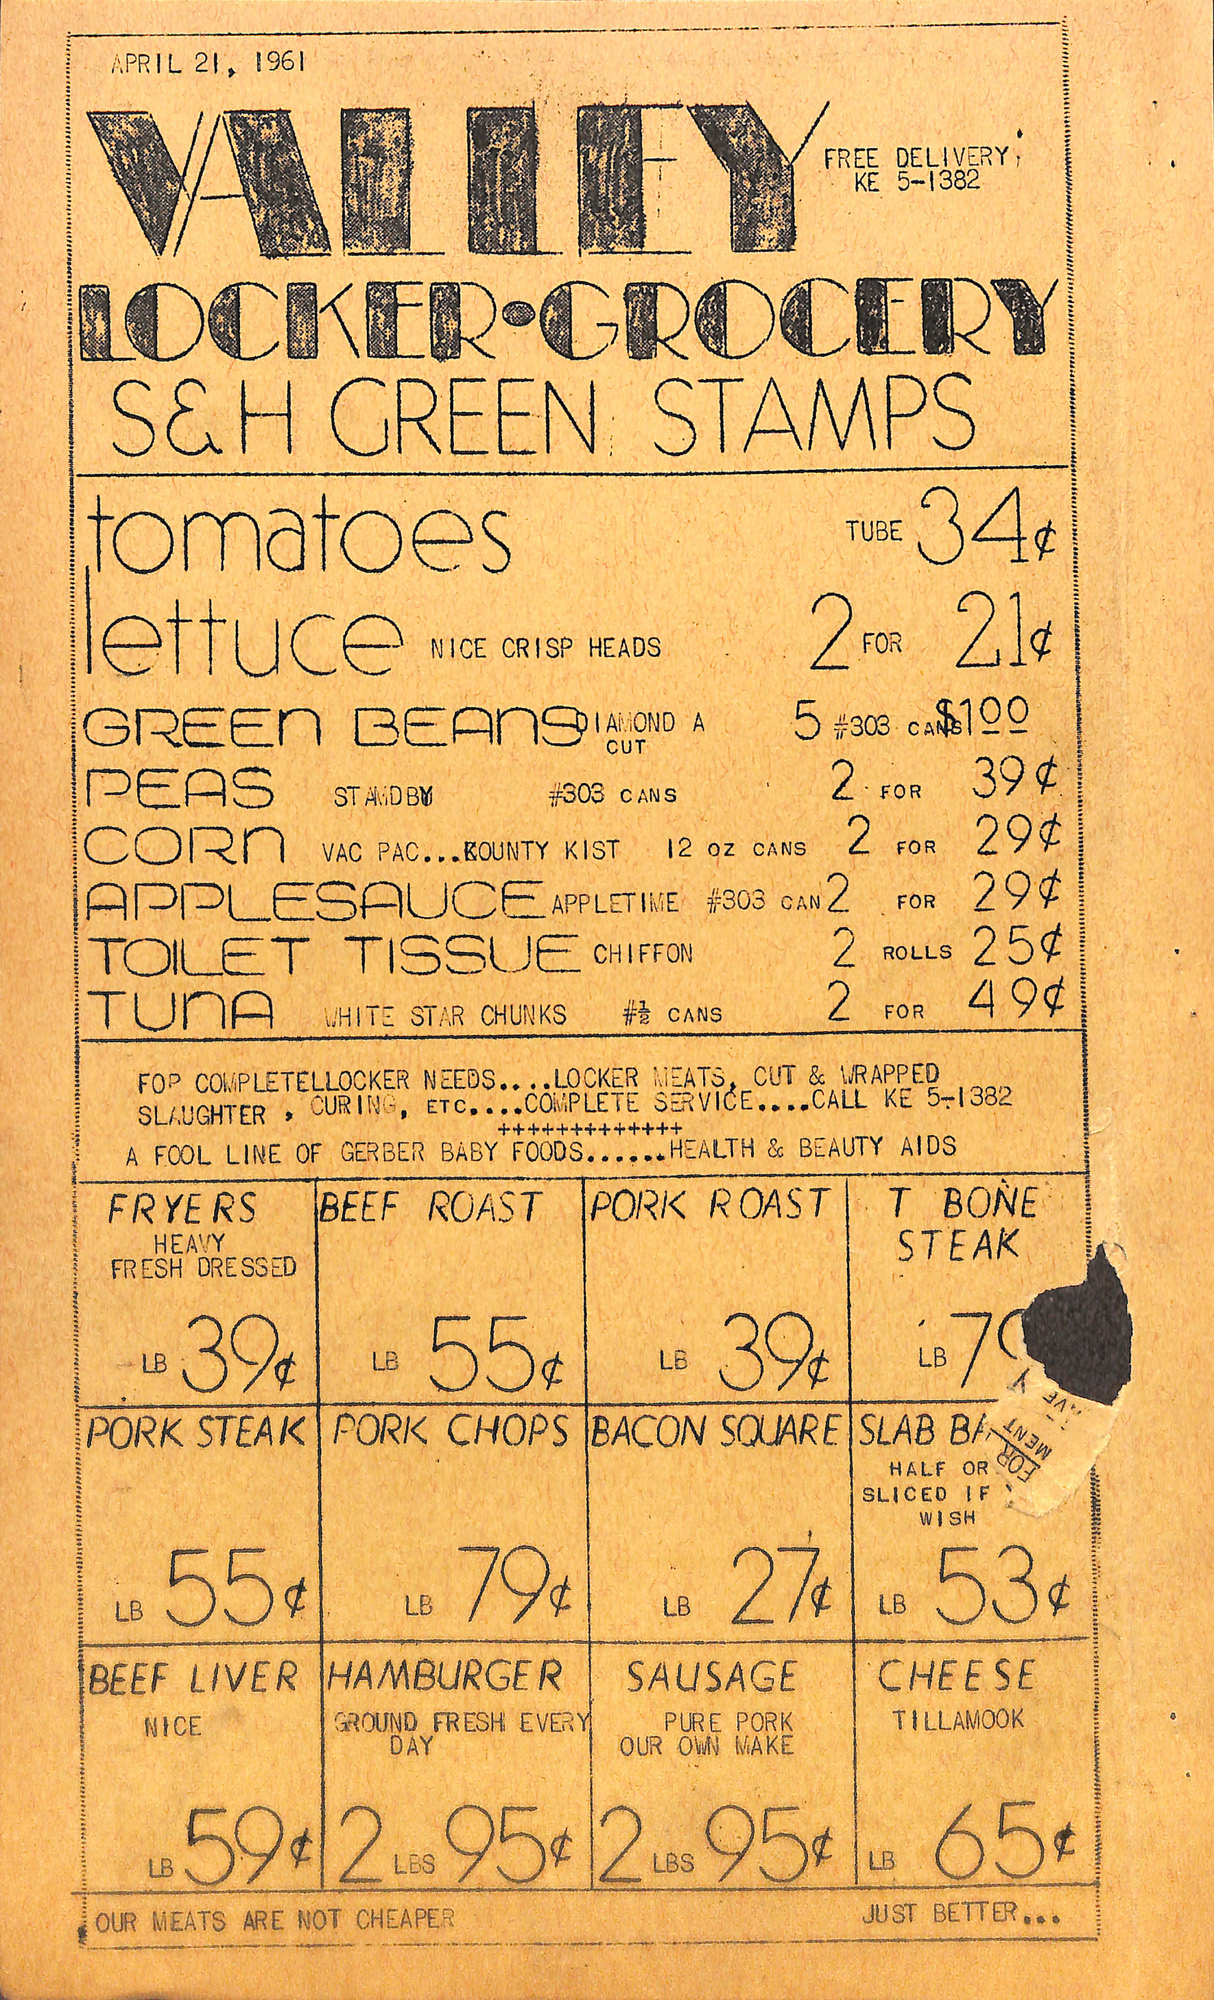 APRIL 21, 1961
VALLEY
FREE DELIVERY
KE 5-1382
LOCKER•GROCERY
S&H GREEN STAMPS
tomatoes TUBE 34¢
lettuce NICE CRISP HEADS 2 FOR 21¢
GREEN BEANS DIAMOND A CUT 5 #303 CANS $100
PEAS STANDBY #303 CANS 2 FOR 39¢
CORN VAC PAC...KOUNTY KIST 12 OZ CANS 2 FOR 29¢
APPLESAUCE APPLETIME #303 CAN 2 FOR 29¢
TOILET TISSUE CHIFFON 2 ROLLS 25¢
TUNA WHITE STAR CHUNKS #½ CANS 2 FOR 49¢
FOP COMPLETELLOCKER NEEDS....LOCKER MEATS, CUT & WRAPPED
SLAUGHTER , CURING, ETC....COMPLETE SERVICE....CALL KE 5-1382
+++++++++++++
A FOOL LINE OF GERBER BABY FOODS......HEALTH & BEAUTY AIDS
FRYERS
HEAVY
FRESH DRESSED
LB 39¢
BEEF ROAST
LB 55¢
PORK ROAST
LB 39¢
T BONE
STEAK
LB 7
PORK STEAK
LB 55¢
PORK CHOPS
LB 79¢
BACON SQUARE
LB 27¢
SLAB
HALF OR
SLICED IF
WISH
LB 53¢
FOR
MENT
BEEF LIVER
NICE
LB 59¢
HAMBURGER
GROUND FRESH EVERY
DAY
2 LBS 95¢
SAUSAGE
PURE PORK
OUR OWN MAKE
2 LBS 95¢
CHEESE
TILLAMOOK
LB 65¢
OUR MEATS ARE NOT CHEAPER JUST BETTER...